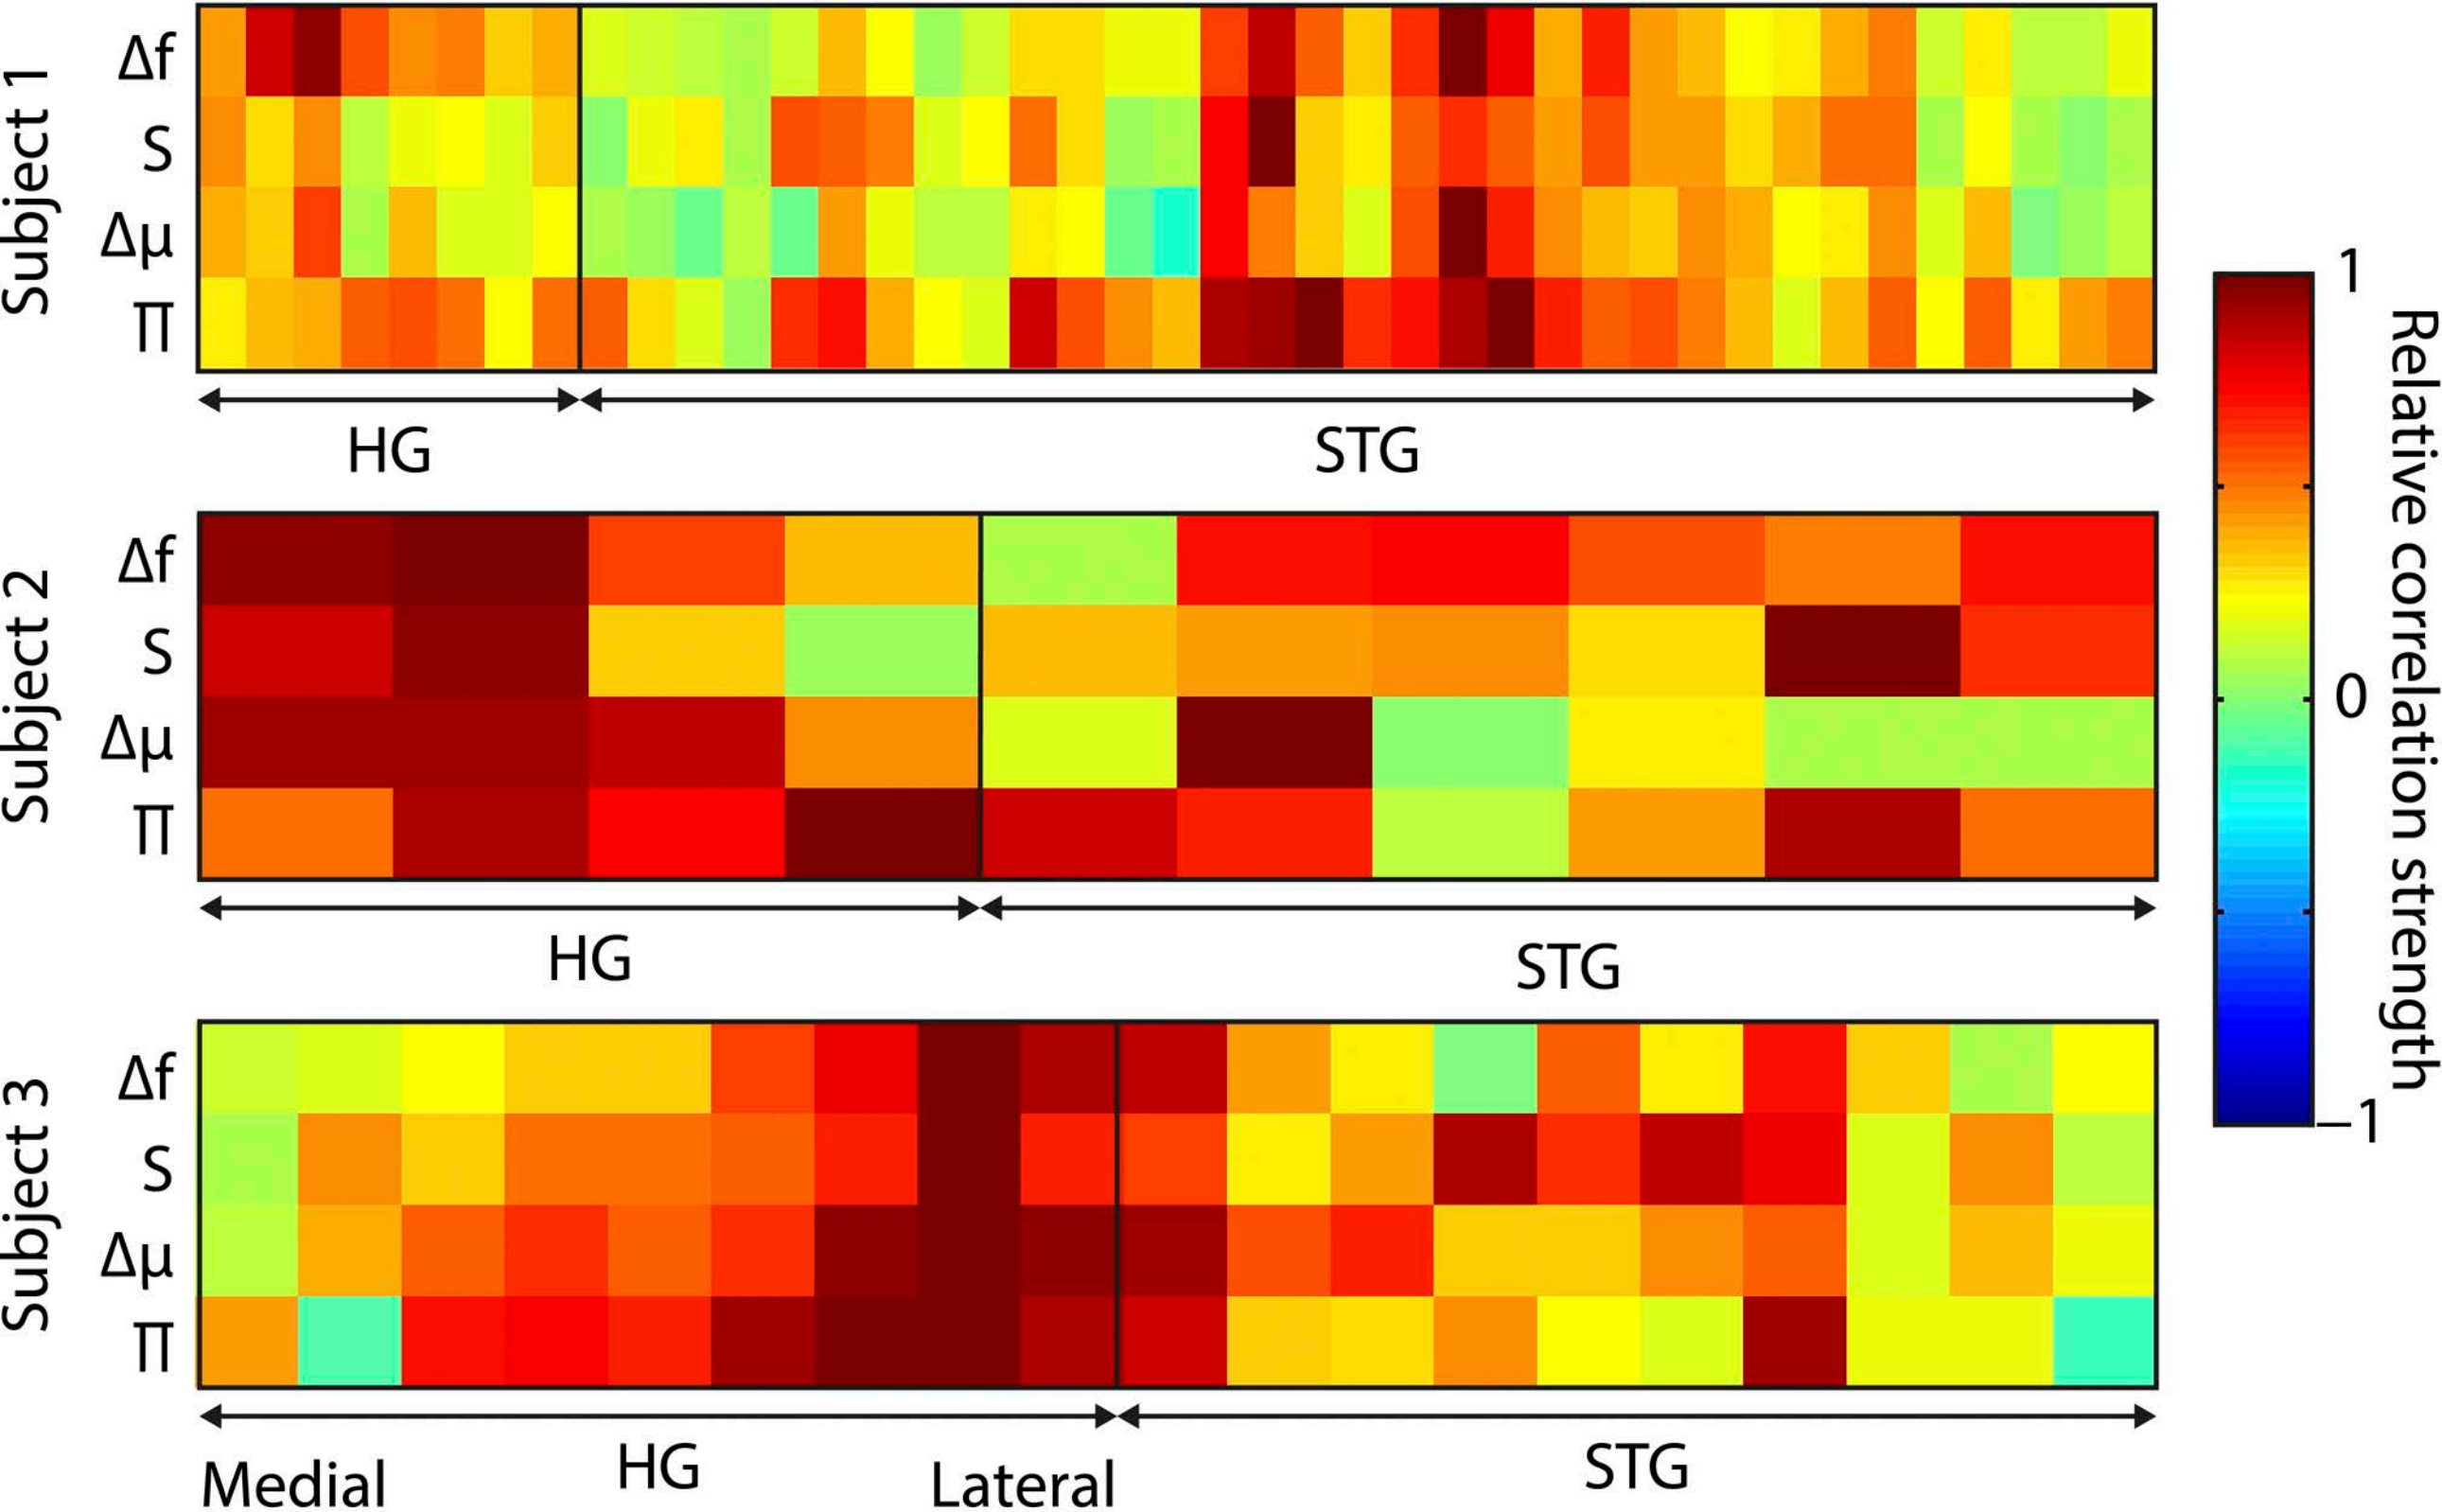 Subject 1
Δf
S
Δμ
Π
HG
STG
Subject 2
Δf
S
Δμ
Π
HG
STG
Subject 3
Δf
S
Δμ
Π
Medial
HG
Lateral
STG
1
0
–1
Relative correlation strength